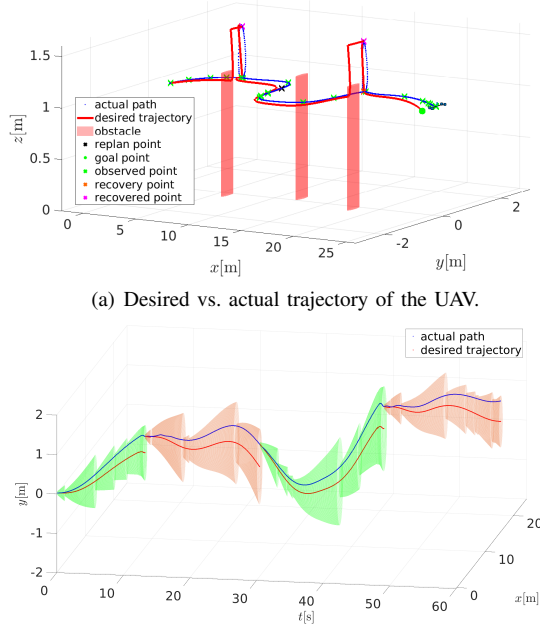 1.5
1
0.5
0
z[m]
actual path
desired trajectory
obstacle
replan point
goal point
observed point
recovery point
recovered point
0
5
10
15
20
25
x[m]
-2
0
2
y[m]
(a) Desired vs. actual trajectory of the UAV.
actual path
desired trajectory
2
1
0
-1
-2
y[m]
0
10
20
30
40
50
60
t[s]
0
10
20
x[m]